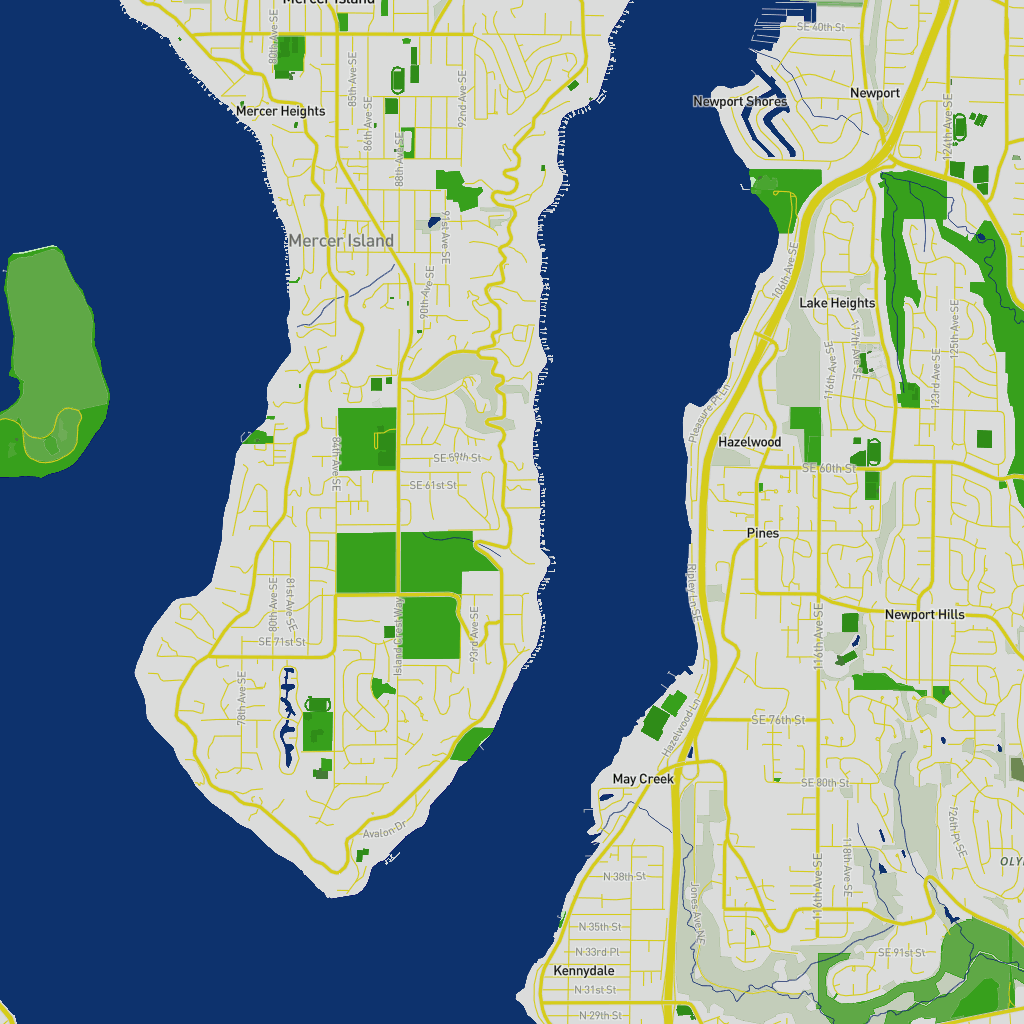 Mercer Island
80th Ave SE
SE 40th St
85th Ave SE
92nd Ave SE
Newport
Newport Shores
Mercer Heights
86th Ave SE
88th Ave SE
124th Ave SE
91st Ave SE
Mercer Island
106th Ave SE
90th Ave SE
Lake Heights
125th Ave SE
117th Ave SE
116th Ave SE
123rd Ave SE
Pleasure Pt Ln
Hazelwood
84th Ave SE
SE 59th St
SE 60th St
SE 61st St
Pines
Ripley Ln SE
80th Ave SE
81st Ave SE
Island Crest Way
93rd Ave SE
116th Ave SE
Newport Hills
SE 71st St
78th Ave SE
Hazelwood Ln
SE 76th St
May Creek
SE 80th St
Avalon Dr
126th Pl SE
118th Ave SE
N 38th St
116th Ave SE
Jones Ave NE
N 35th St
N 33rd Pl
SE 91st St
Kennydale
N 31st St
N 29th St